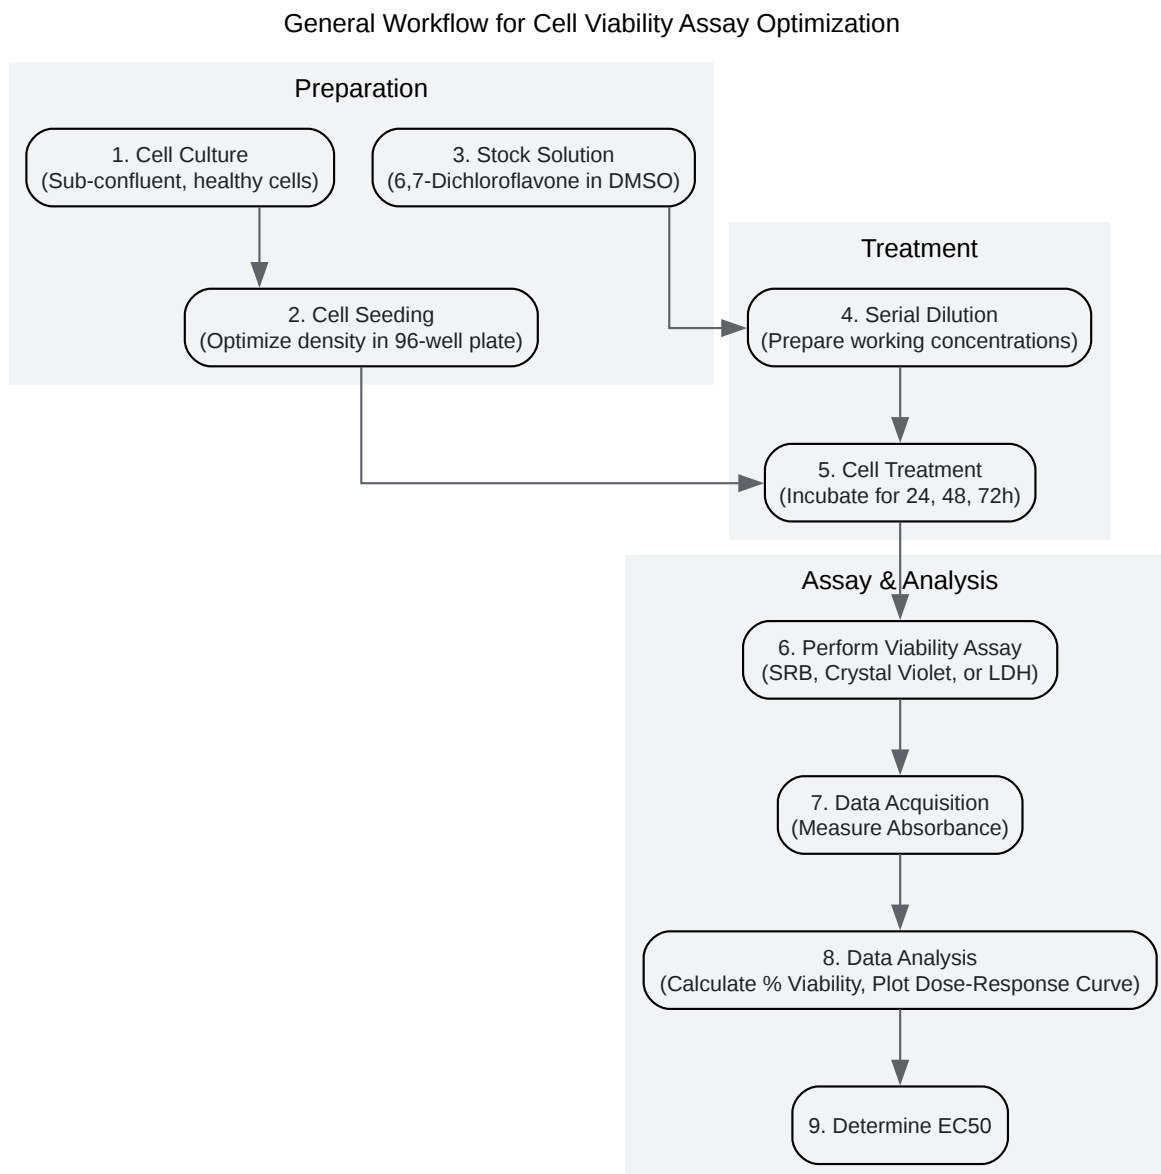 General Workflow for Cell Viability Assay Optimization
Preparation
1. Cell Culture
(Sub-confluent, healthy cells)
3. Stock Solution
(6,7-Dichloroflavone in DMSO)
2. Cell Seeding
(Optimize density in 96-well plate)
Treatment
4. Serial Dilution
(Prepare working concentrations)
5. Cell Treatment
(Incubate for 24, 48, 72h)
Assay & Analysis
6. Perform Viability Assay
(SRB, Crystal Violet, or LDH)
7. Data Acquisition
(Measure Absorbance)
8. Data Analysis
(Calculate % Viability, Plot Dose-Response Curve)
9. Determine EC50